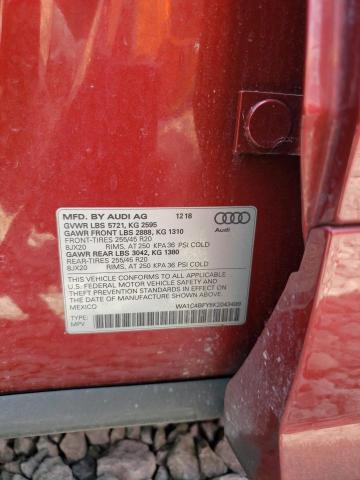 MFD. BY AUDI AG 12 18
GVWR LBS 5721, KG 2595
GAWR FRONT LBS 2888, KG 1310
FRONT-TIRES 255/45 R20
8JX20 RIMS, AT 250 KPA 36 PSI COLD
GAWR REAR LBS 3042, KG 1380
REAR-TIRES 255/45 R20
8JX20 RIMS, AT 250 KPA 36 PSI COLD
Audi
THIS VEHICLE CONFORMS TO ALL APPLICABLE
U.S. FEDERAL MOTOR VEHICLE SAFETY, BUMPER AND
THEFT PREVENTION STANDARDS IN EFFECT ON
THE DATE OF MANUFACTURE SHOWN ABOVE.
MEXICO
TYPE:
MPV